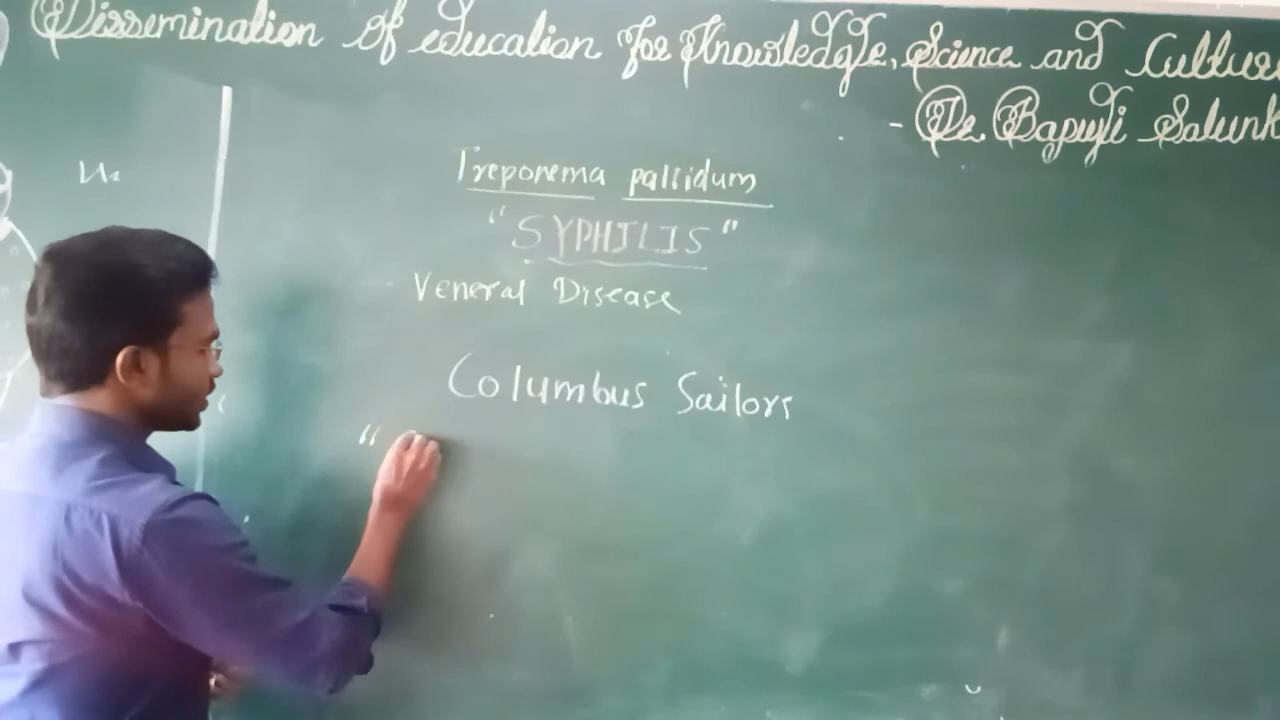 Dissemination of education for Knowledge, Science and Culture
- Dr. Bapuji Salunk
Treponema pallidum
"SYPHILIS"
Veneral Disease
Columbus Sailors
"